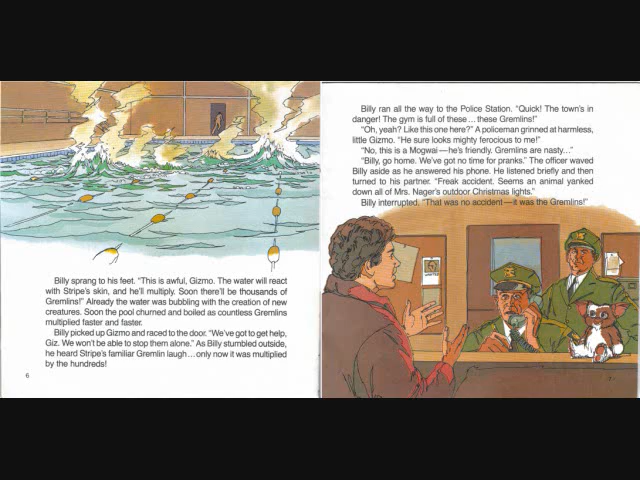 Billy sprang to his feet. “This is awful, Gizmo. The water will react
with Stripe's skin, and he'll multiply. Soon there'll be thousands of
Gremlins!” Already the water was bubbling with the creation of new
creatures. Soon the pool churned and boiled as countless Gremlins
multiplied faster and faster.
Billy picked up Gizmo and raced to the door. “We've got to get help,
Giz. We won't be able to stop them alone.” As Billy stumbled outside,
he heard Stripe's familiar Gremlin laugh...only now it was multiplied
by the hundreds!
6
Billy ran all the way to the Police Station. “Quick! The town's in
danger! The gym is full of these ... these Gremlins!”
“Oh, yeah? Like this one here?” A policeman grinned at harmless,
little Gizmo. “He sure looks mighty ferocious to me!”
“No, this is a Mogwai—he's friendly. Gremlins are nasty...”
“Billy, go home. We've got no time for pranks.” The officer waved
Billy aside as he answered his phone. He listened briefly and then
turned to his partner. “Freak accident. Seems an animal yanked
down all of Mrs. Nager's outdoor Christmas lights.”
Billy interrupted. “That was no accident—it was the Gremlins!”